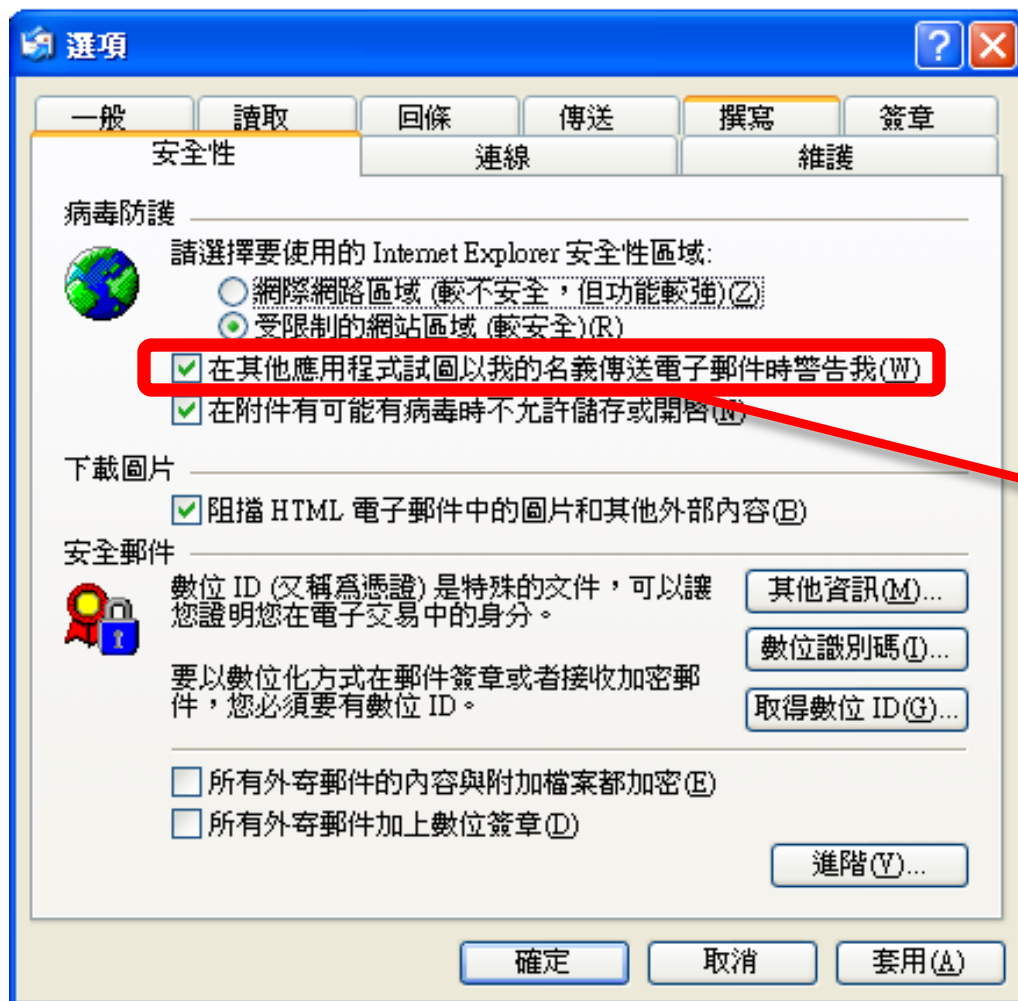 選項
一般 讀取 回條 傳送 撰寫 簽章
安全性 連線 維護
病毒防護
請選擇要使用的 Internet Explorer 安全性區域:
網際網路區域 (較不安全，但功能較強)(Z)
受限制的網站區域 (較安全)(R)
在其他應用程式試圖以我的名義傳送電子郵件時警告我(W)
在附件有可能有病毒時不允許儲存或開啓(N)
下載圖片
阻擋 HTML 電子郵件中的圖片和其他外部內容(B)
安全郵件
數位 ID (又稱爲憑證) 是特殊的文件，可以讓
您證明您在電子交易中的身分。
其他資訊(M)...
數位識別碼(I)...
要以數位化方式在郵件簽章或者接收加密郵
件，您必須要有數位 ID。
取得數位 ID(G)...
所有外寄郵件的內容與附加檔案都加密(E)
所有外寄郵件加上數位簽章(D)
進階(V)...
確定 取消 套用(A)